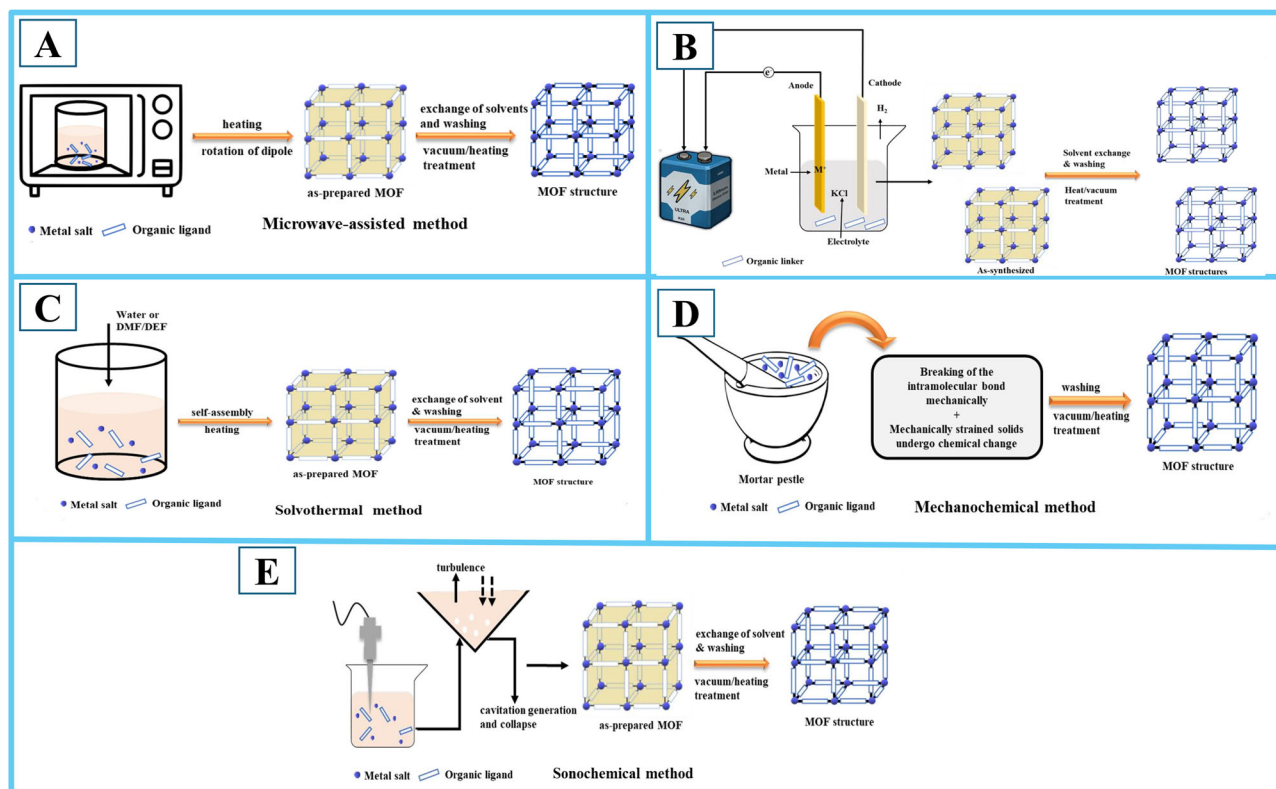 A
heating
rotation of dipole
as-prepared MOF
exchange of solvents
and washing
vacuum/heating
treatment
MOF structure
Microwave-assisted method
Metal salt
Organic ligand
B
e
Anode
Cathode
H2
Metal
M+
KCl
Electrolyte
ULTRA
Organic linker
As-synthesized
Solvent exchange
& washing
Heat/vacuum
treatment
MOF structures
C
Water or
DMF/DEF
self-assembly
heating
as-prepared MOF
exchange of solvent
& washing
vacuum/heating
treatment
MOF structure
Metal salt
Organic ligand
Solvothermal method
D
Mortar pestle
Breaking of the
intramolecular bond
mechanically
+
Mechanically strained solids
undergo chemical change
washing
vacuum/heating
treatment
MOF structure
Metal salt
Organic ligand
Mechanochemical method
E
turbulence
cavitation generation
and collapse
as-prepared MOF
exchange of solvent
& washing
vacuum/heating
treatment
MOF structure
Metal salt
Organic ligand
Sonochemical method